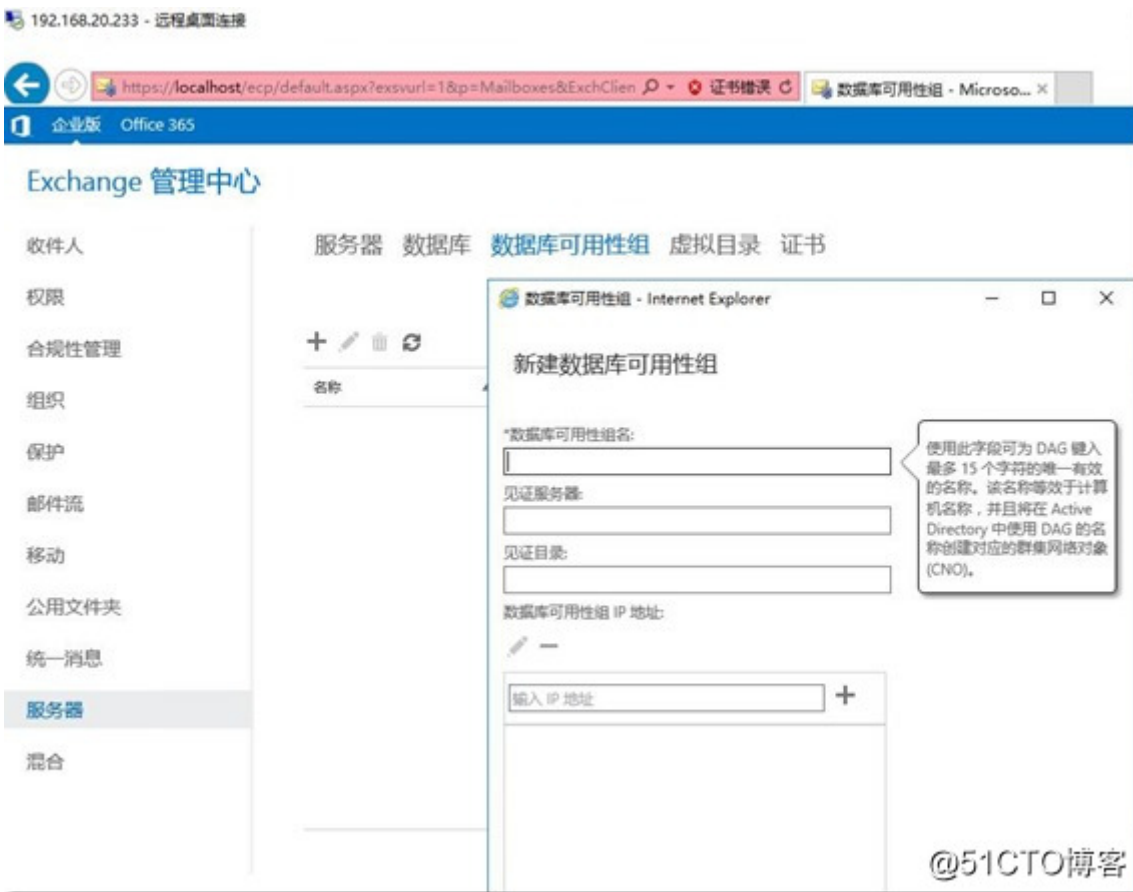 192.168.20.233 - 远程桌面连接
https://localhost/ecp/default.aspx?exsvurl=1&p=Mailboxes&ExchClien 证书错误 数据库可用性组 - Microso...
企业版 Office 365
Exchange 管理中心
收件人
权限
合规性管理
组织
保护
邮件流
移动
公用文件夹
统一消息
服务器
混合
服务器 数据库 数据库可用性组 虚拟目录 证书
名称
数据库可用性组 - Internet Explorer
新建数据库可用性组
*数据库可用性组名:
见证服务器:
见证目录:
数据库可用性组 IP 地址:
输入 IP 地址
使用此字段可为 DAG 键入
最多 15 个字符的唯一有效
的名称。该名称等效于计算
机名称，并且将在 Active
Directory 中使用 DAG 的名
称创建对应的群集网络对象
(CNO)。
@51CTO博客